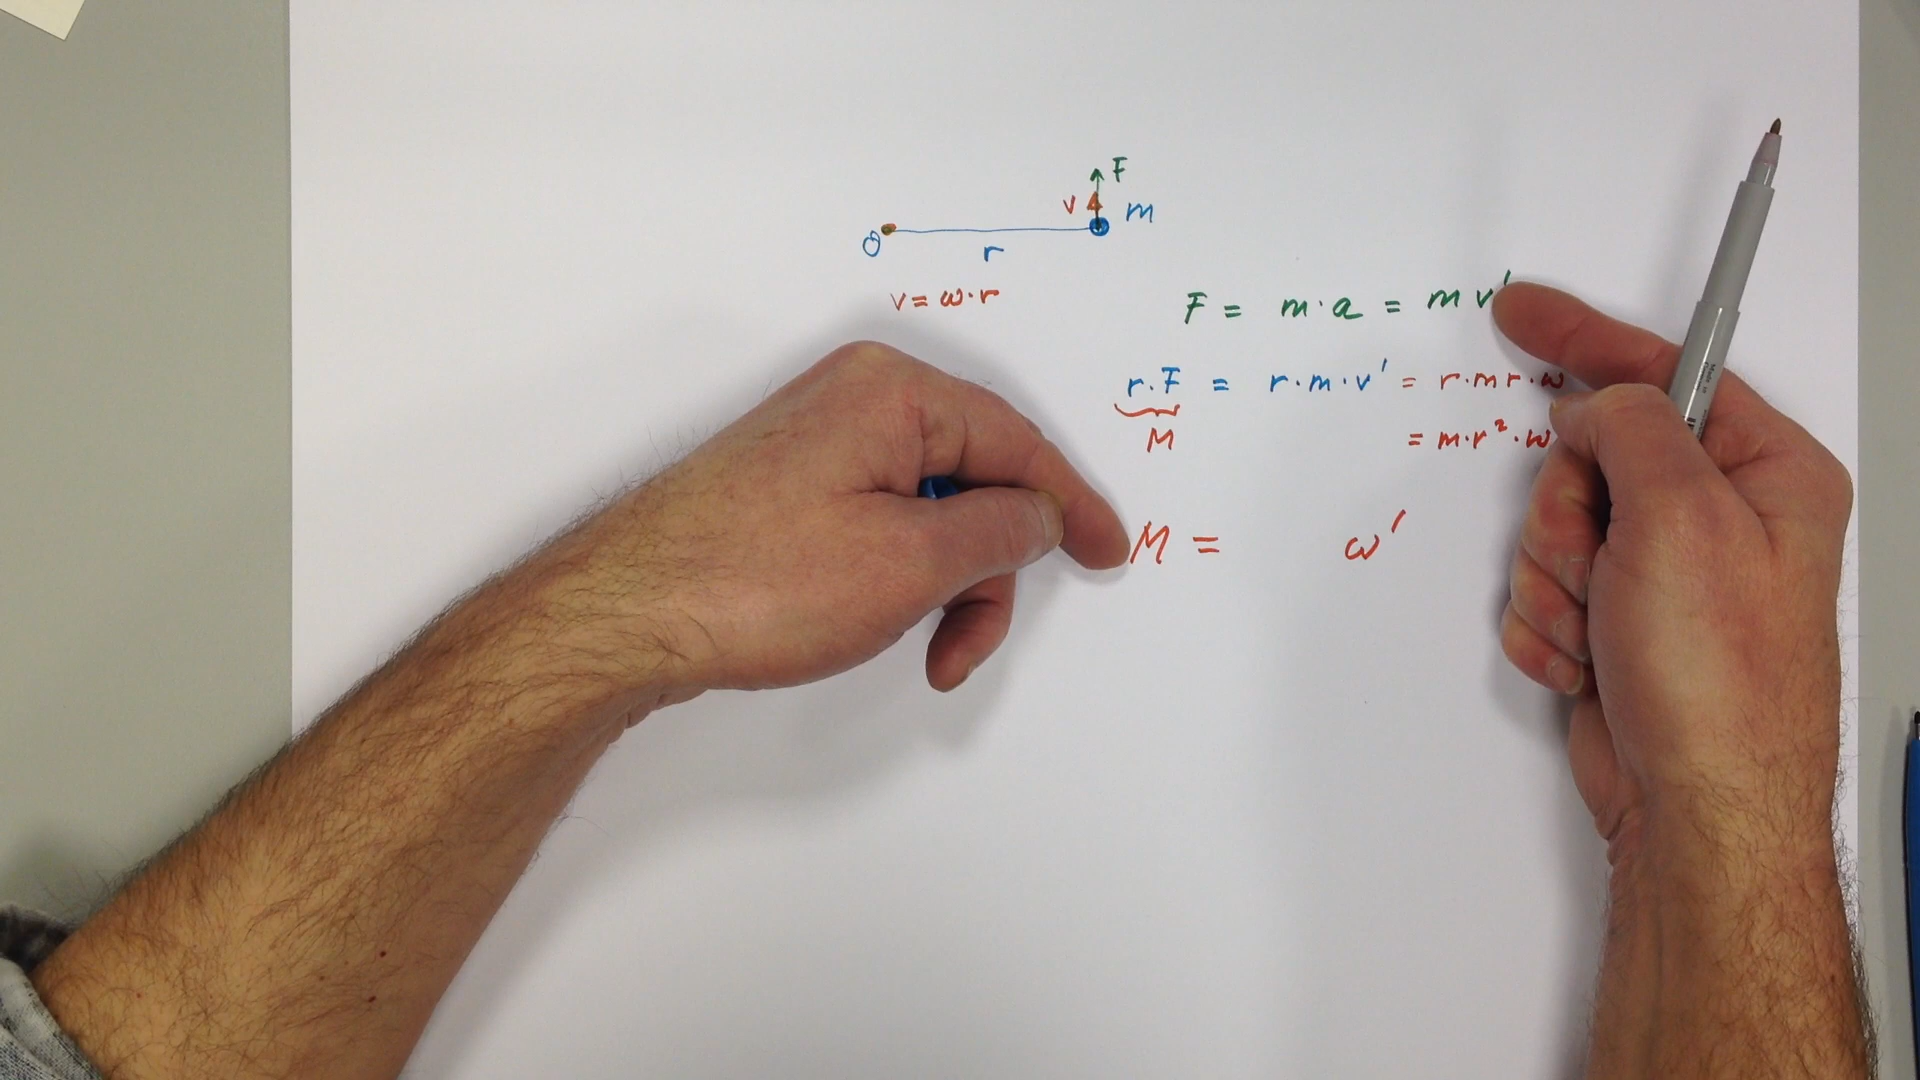 F
v m
O r
v = ω·r
F = m·a = m v'
r·F = r·m·v' = r·m r·ω
M = m·r²·ω
M = ω'